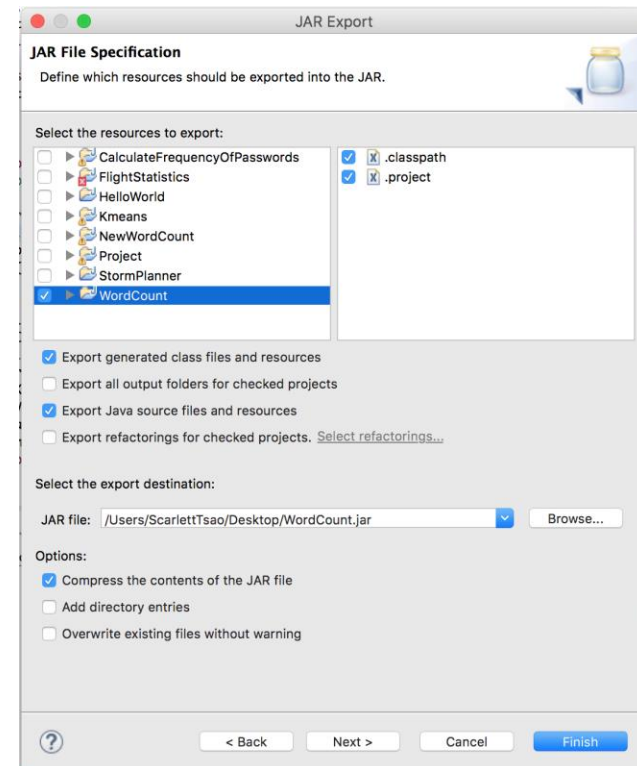 JAR Export
JAR File Specification
Define which resources should be exported into the JAR.
Select the resources to export:
CalculateFrequencyOfPasswords
FlightStatistics
HelloWorld
Kmeans
NewWordCount
Project
StormPlanner
WordCount
.classpath
.project
Export generated class files and resources
Export all output folders for checked projects
Export Java source files and resources
Export refactorings for checked projects. Select refactorings...
Select the export destination:
JAR file: /Users/ScarlettTsao/Desktop/WordCount.jar Browse...
Options:
Compress the contents of the JAR file
Add directory entries
Overwrite existing files without warning
? < Back Next > Cancel Finish